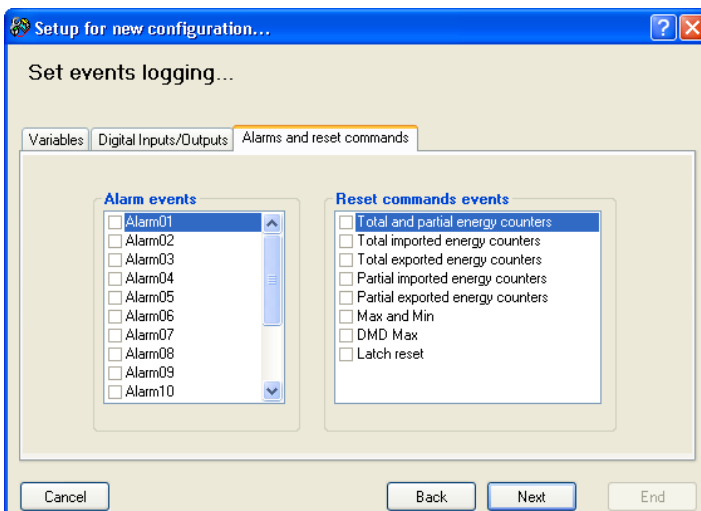 Setup for new configuration...
Set events logging...
Variables
Digital Inputs/Outputs
Alarms and reset commands
Alarm events
Alarm01
Alarm02
Alarm03
Alarm04
Alarm05
Alarm06
Alarm07
Alarm08
Alarm09
Alarm10
Reset commands events
Total and partial energy counters
Total imported energy counters
Total exported energy counters
Partial imported energy counters
Partial exported energy counters
Max and Min
DMD Max
Latch reset
Cancel
Back
Next
End